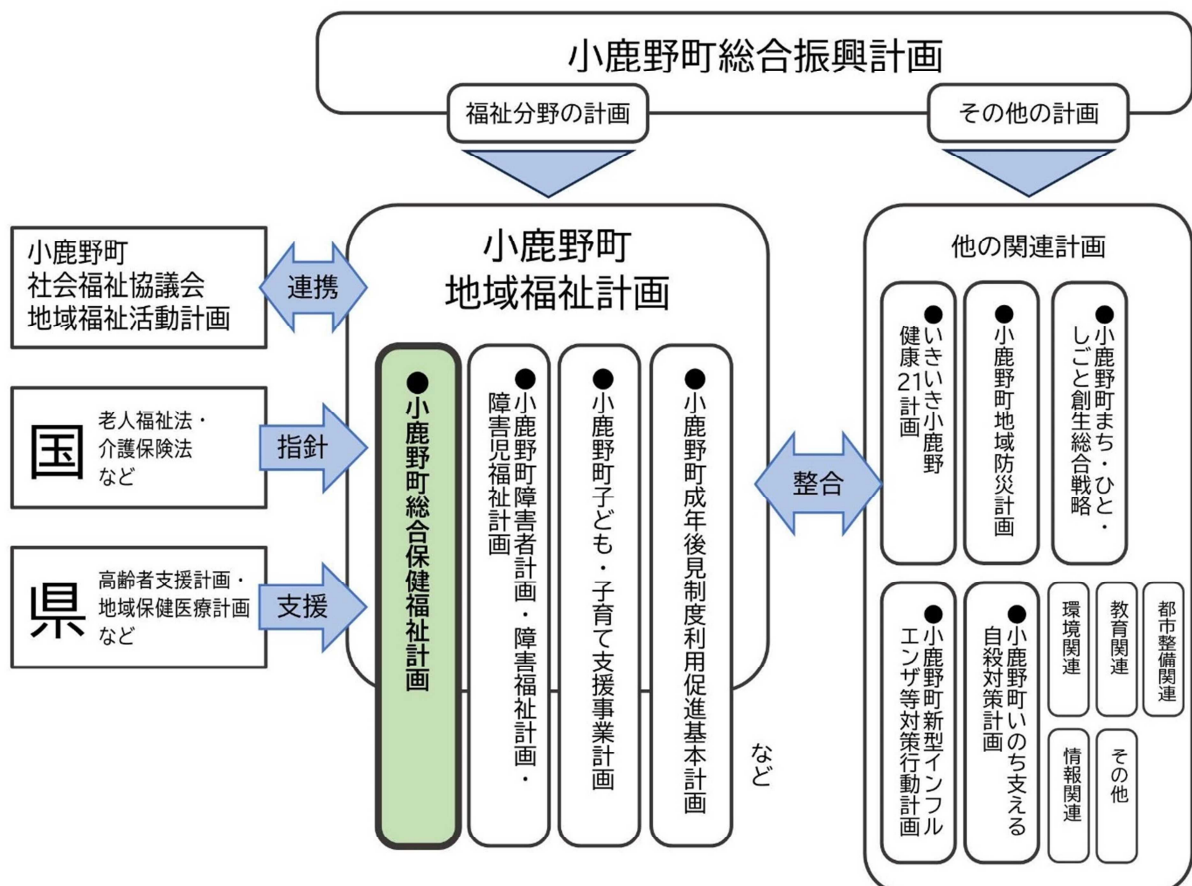 小鹿野町総合振興計画
福祉分野の計画
その他の計画
小鹿野町
社会福祉協議会
地域福祉活動計画
連携
国
老人福祉法・
介護保険法
など
指針
県
高齢者支援計画・
地域保健医療計画
など
支援
小鹿野町
地域福祉計画
●小鹿野町総合保健福祉計画
●小鹿野町障害者計画・障害福祉計画・
障害児福祉計画
●小鹿野町子ども・子育て支援事業計画
●小鹿野町成年後見制度利用促進基本計画
など
整合
他の関連計画
●いきいき小鹿野
健康21計画
●小鹿野町地域防災計画
●小鹿野町まち・ひと・
しごと創生総合戦略
●小鹿野町新型インフル
エンザ等対策行動計画
●小鹿野町いのち支える
自殺対策計画
環境関連
教育関連
都市整備関連
情報関連
その他